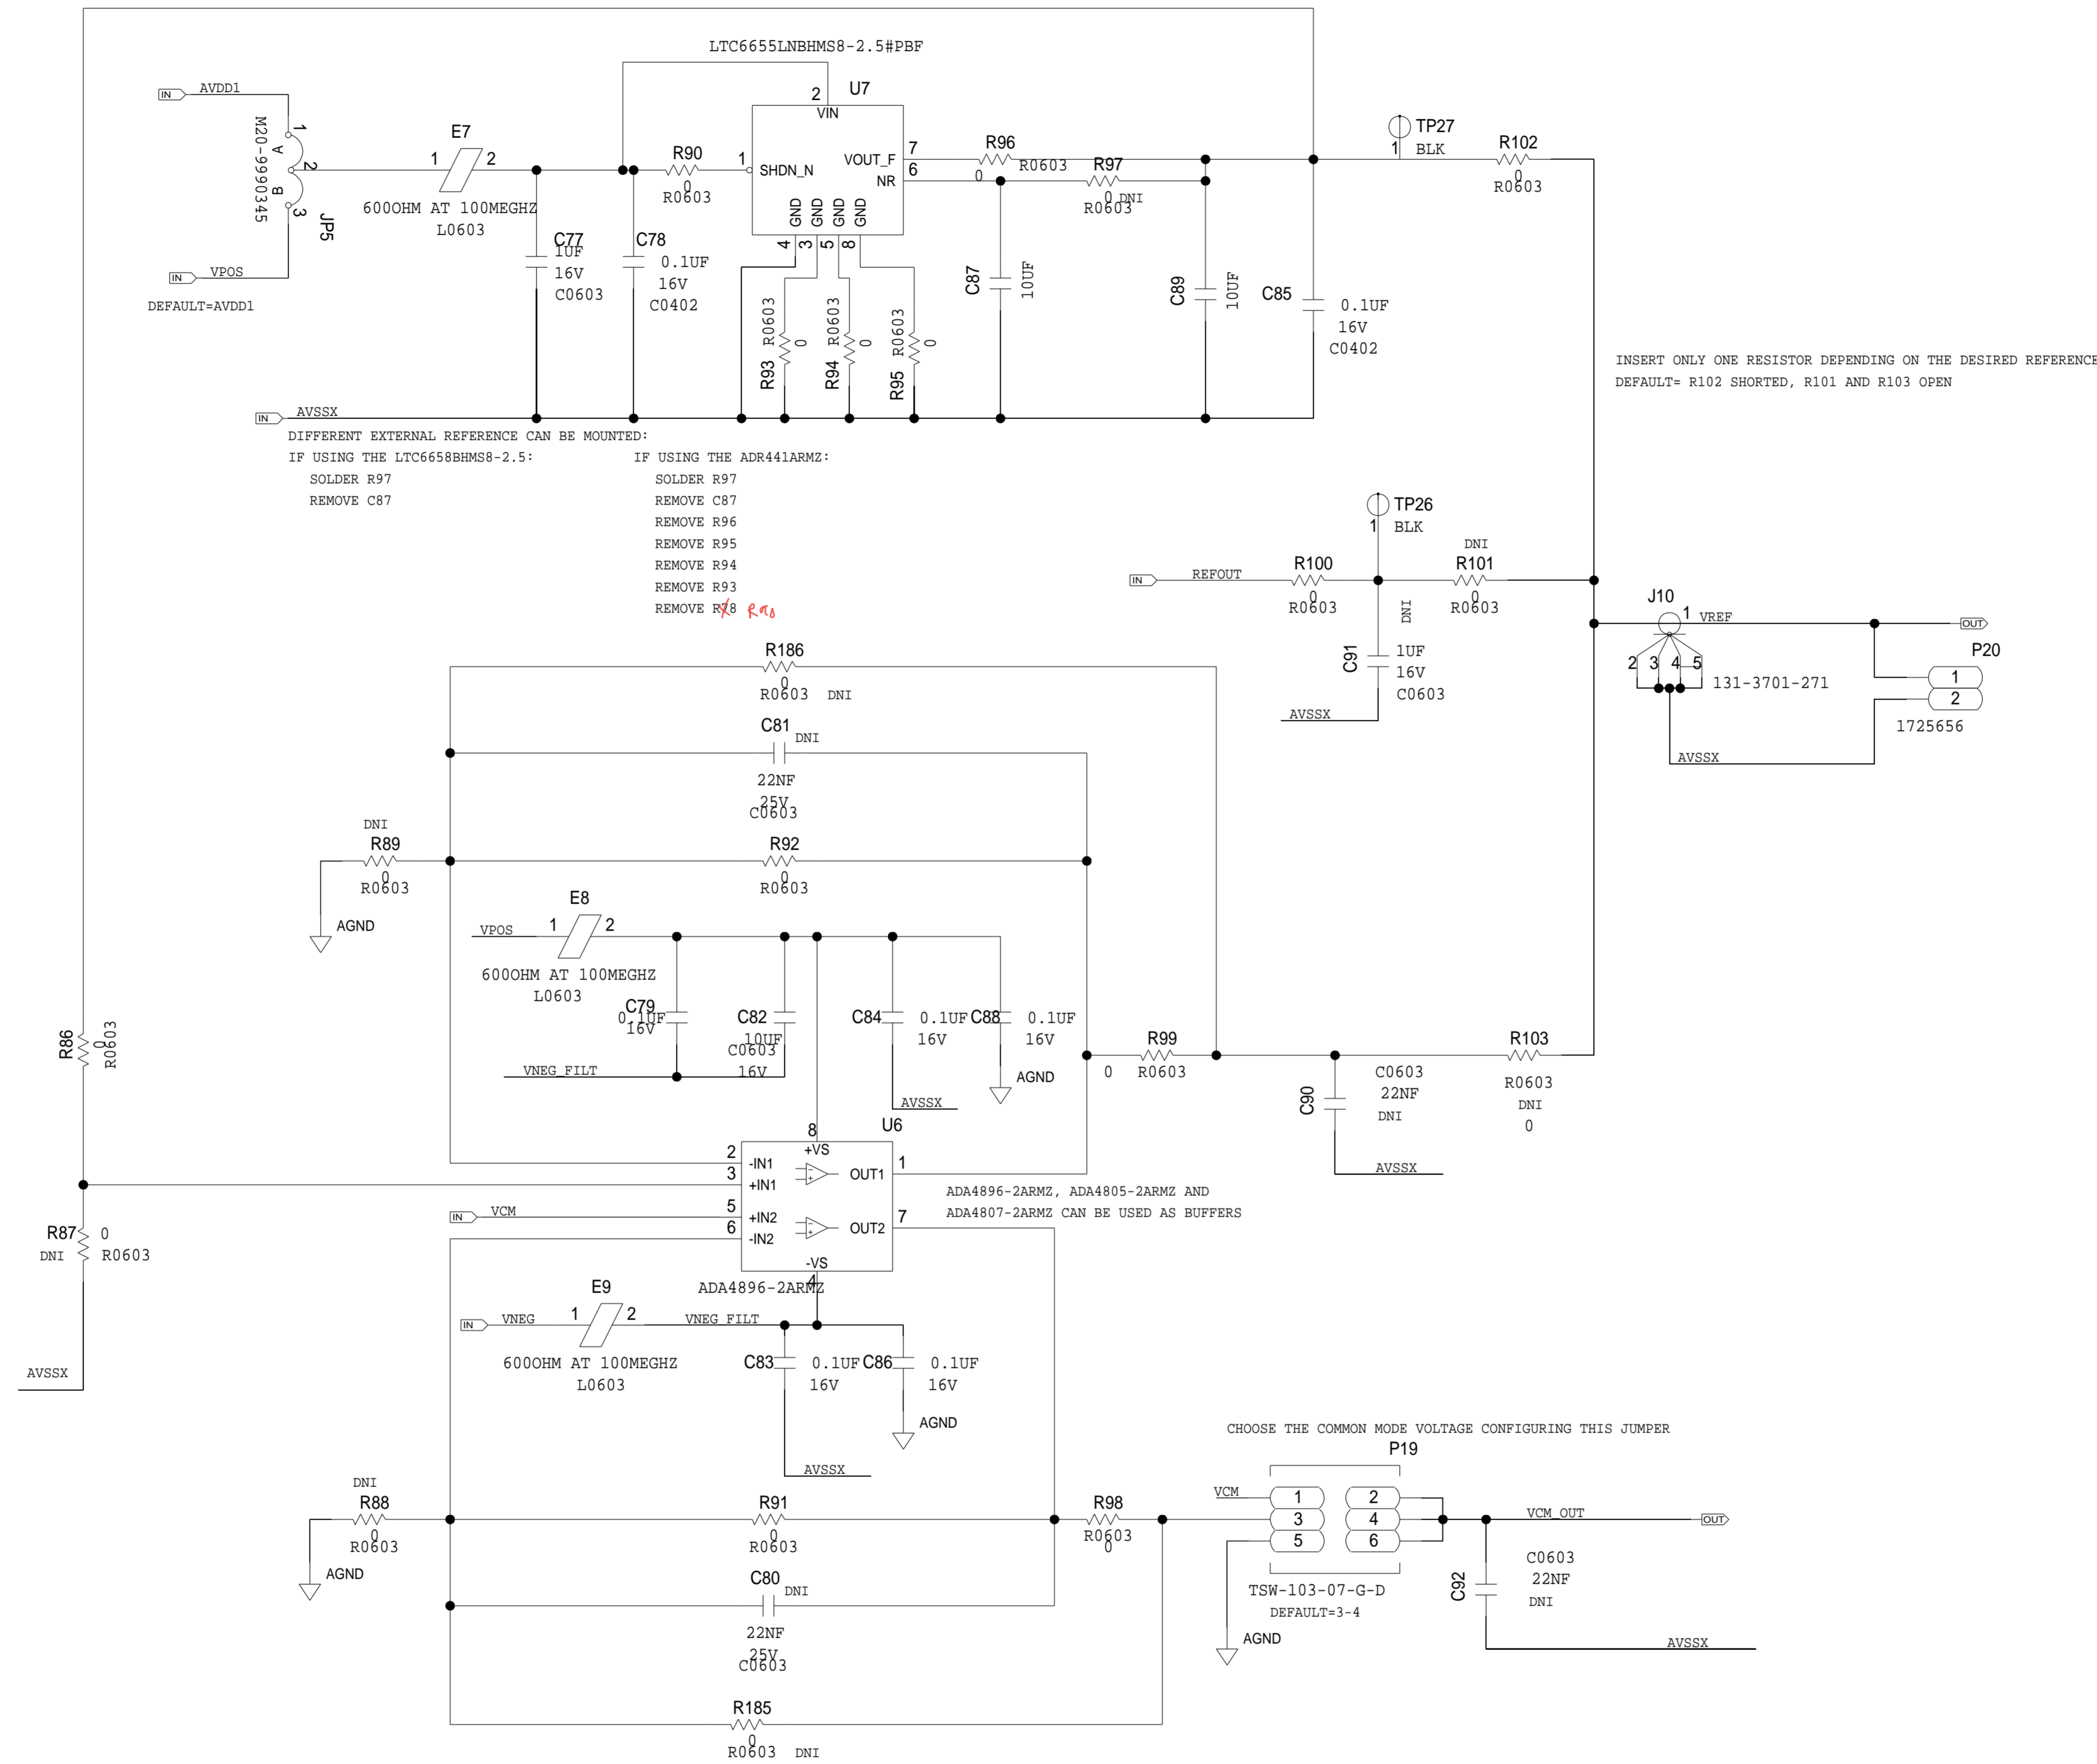 LTC6655LNBHMS8-2.5#PBF
IN AVDD1
M20-9990345
1
A
2
B
3
JP5
IN VPOS
DEFAULT=AVDD1
E7
1 2
600OHM AT 100MEGHZ
L0603
C77
1UF
16V
C0603
C78
0.1UF
16V
C0402
R90
0
R0603
U7
2
VIN
1 SHDN_N
VOUT_F 7
NR 6
GND GND GND GND
4 3 5 8
R93 R0603 0
R94 R0603 0
R95 R0603 0
R96
0 R0603
R97
0 DNI
R0603
C87 10UF
C89 10UF
C85 0.1UF
16V
C0402
TP27
1 BLK
R102
0
R0603
INSERT ONLY ONE RESISTOR DEPENDING ON THE DESIRED REFERENCE
DEFAULT= R102 SHORTED, R101 AND R103 OPEN
IN AVSSX
DIFFERENT EXTERNAL REFERENCE CAN BE MOUNTED:
IF USING THE LTC6658BHMS8-2.5:
SOLDER R97
REMOVE C87
IF USING THE ADR441ARMZ:
SOLDER R97
REMOVE C87
REMOVE R96
REMOVE R95
REMOVE R94
REMOVE R93
REMOVE R78
TP26
1 BLK
IN REFOUT
R100
0
R0603
DNI
R101
0
R0603
DNI
C91 1UF
16V
C0603
AVSSX
J10
1 VREF
2 3 4 5
131-3701-271
OUT
P20
1
2
1725656
AVSSX
R186
0
R0603 DNI
C81 DNI
22NF
25V
C0603
DNI
R89
0
R0603
AGND
R92
0
R0603
E8
VPOS 1 2
600OHM AT 100MEGHZ
L0603
C79
0.1UF
16V
C82
10UF
C0603
16V
VNEG_FILT
C84 0.1UF
16V
AVSSX
C88 0.1UF
16V
AGND
R86 0
R0603
R99
0 R0603
C90
C0603
22NF
DNI
AVSSX
R103
R0603
DNI
0
U6
8
+VS
2 -IN1
3 +IN1
5 +IN2
6 -IN2
OUT1 1
OUT2 7
-VS
4
ADA4896-2ARMZ
IN VCM
ADA4896-2ARMZ, ADA4805-2ARMZ AND
ADA4807-2ARMZ CAN BE USED AS BUFFERS
R87 0
DNI R0603
AVSSX
E9
IN VNEG 1 2 VNEG_FILT
600OHM AT 100MEGHZ
L0603
C83 0.1UF
16V
C86 0.1UF
16V
AGND
AVSSX
DNI
R88
0
R0603
AGND
R91
0
R0603
R98
R0603
0
C80 DNI
22NF
25V
C0603
R185
0
R0603 DNI
CHOOSE THE COMMON MODE VOLTAGE CONFIGURING THIS JUMPER
P19
VCM
1 2
3 4
5 6
TSW-103-07-G-D
DEFAULT=3-4
AGND
VCM_OUT OUT
C92
C0603
22NF
DNI
AVSSX